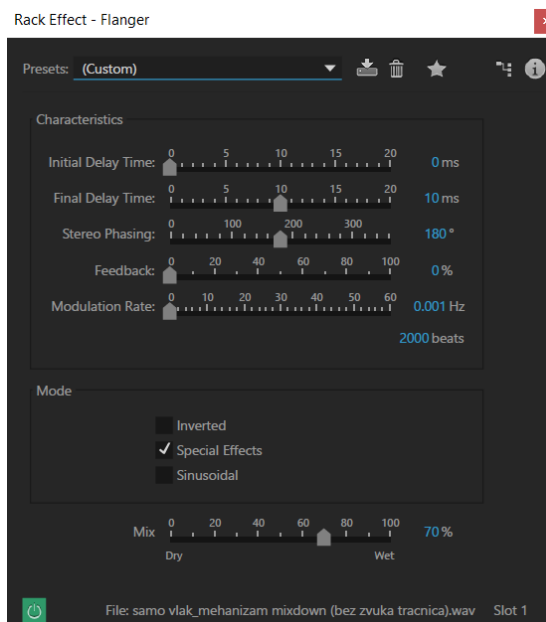 Rack Effect - Flanger
Presets: (Custom)
Characteristics
0 5 10 15 20
Initial Delay Time: 0 ms
0 5 10 15 20
Final Delay Time: 10 ms
0 100 200 300
Stereo Phasing: 180 °
0 20 40 60 80 100
Feedback: 0 %
0 10 20 30 40 50 60
Modulation Rate: 0.001 Hz
2000 beats
Mode
Inverted
Special Effects
Sinusoidal
0 20 40 60 80 100
Mix 70 %
Dry Wet
File: samo vlak_mehanizam mixdown (bez zvuka tracnica).wav Slot 1